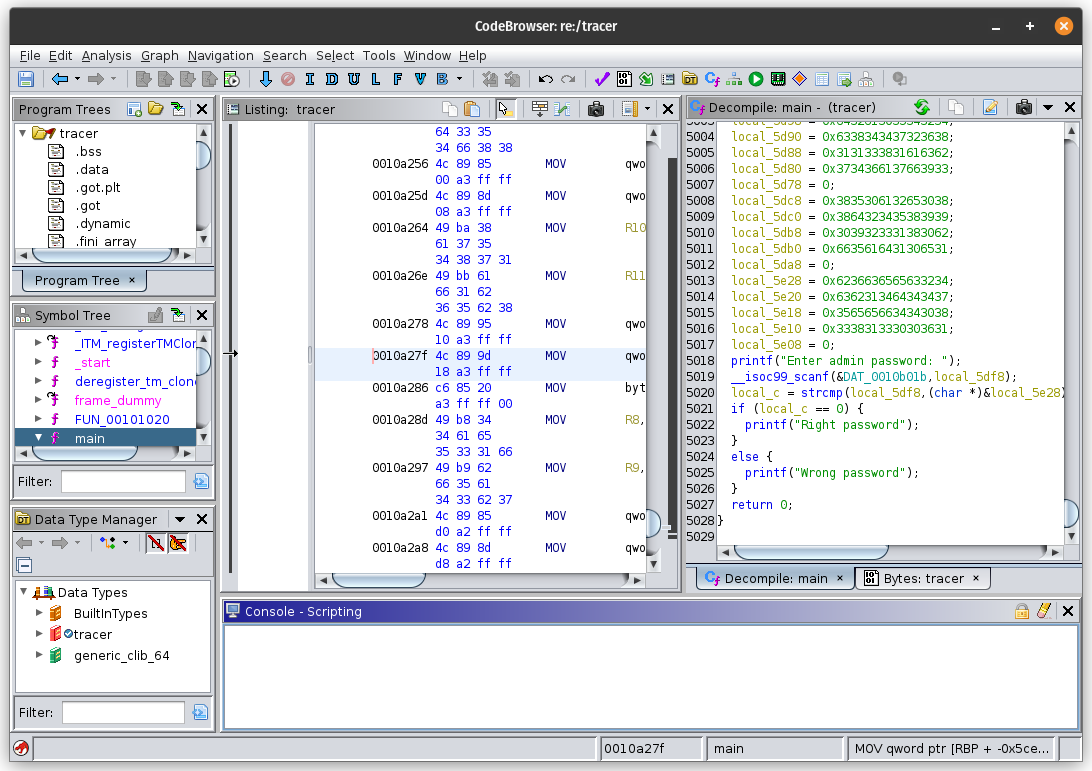 CodeBrowser: re:/tracer
File Edit Analysis Graph Navigation Search Select Tools Window Help
I D U L F V B
Program Trees
tracer
.bss
.data
.got.plt
.got
.dynamic
.fini_array
Program Tree ×
Symbol Tree
_ITM_registerTMClon
_start
deregister_tm_clone
frame_dummy
FUN_00101020
main
Filter:
Data Type Manager
Data Types
BuiltInTypes
tracer
generic_clib_64
Filter:
Listing: tracer
64 33 35
34 66 38 38
0010a256 4c 89 85 MOV qwo
00 a3 ff ff
0010a25d 4c 89 8d MOV qwo
08 a3 ff ff
0010a264 49 ba 38 MOV R10
61 37 35
34 38 37 31
0010a26e 49 bb 61 MOV R11
66 31 62
36 35 62 38
0010a278 4c 89 95 MOV qwo
10 a3 ff ff
0010a27f 4c 89 9d MOV qwo
18 a3 ff ff
0010a286 c6 85 20 MOV byt
a3 ff ff 00
0010a28d 49 b8 34 MOV R8,
34 61 65
35 33 31 66
0010a297 49 b9 62 MOV R9,
66 35 61
34 33 62 37
0010a2a1 4c 89 85 MOV qwo
d0 a2 ff ff
0010a2a8 4c 89 8d MOV qwo
d8 a2 ff ff
Decompile: main - (tracer)
5004 local_5d90 = 0x6338343437323638;
5005 local_5d88 = 0x3131333831616362;
5006 local_5d80 = 0x3734366137663933;
5007 local_5d78 = 0;
5008 local_5dc8 = 0x3835306132653038;
5009 local_5dc0 = 0x3864323435383939;
5010 local_5db8 = 0x3039323331383062;
5011 local_5db0 = 0x6635616431306531;
5012 local_5da8 = 0;
5013 local_5e28 = 0x6236636565633234;
5014 local_5e20 = 0x6362313464343437;
5015 local_5e18 = 0x3565656634343038;
5016 local_5e10 = 0x3338313330303631;
5017 local_5e08 = 0;
5018 printf("Enter admin password: ");
5019 __isoc99_scanf(&DAT_0010b01b,local_5df8);
5020 local_c = strcmp(local_5df8,(char *)&local_5e28)
5021 if (local_c == 0) {
5022 printf("Right password");
5023 }
5024 else {
5025 printf("Wrong password");
5026 }
5027 return 0;
5028 }
5029
Decompile: main × Bytes: tracer ×
Console - Scripting
0010a27f main MOV qword ptr [RBP + -0x5ce...